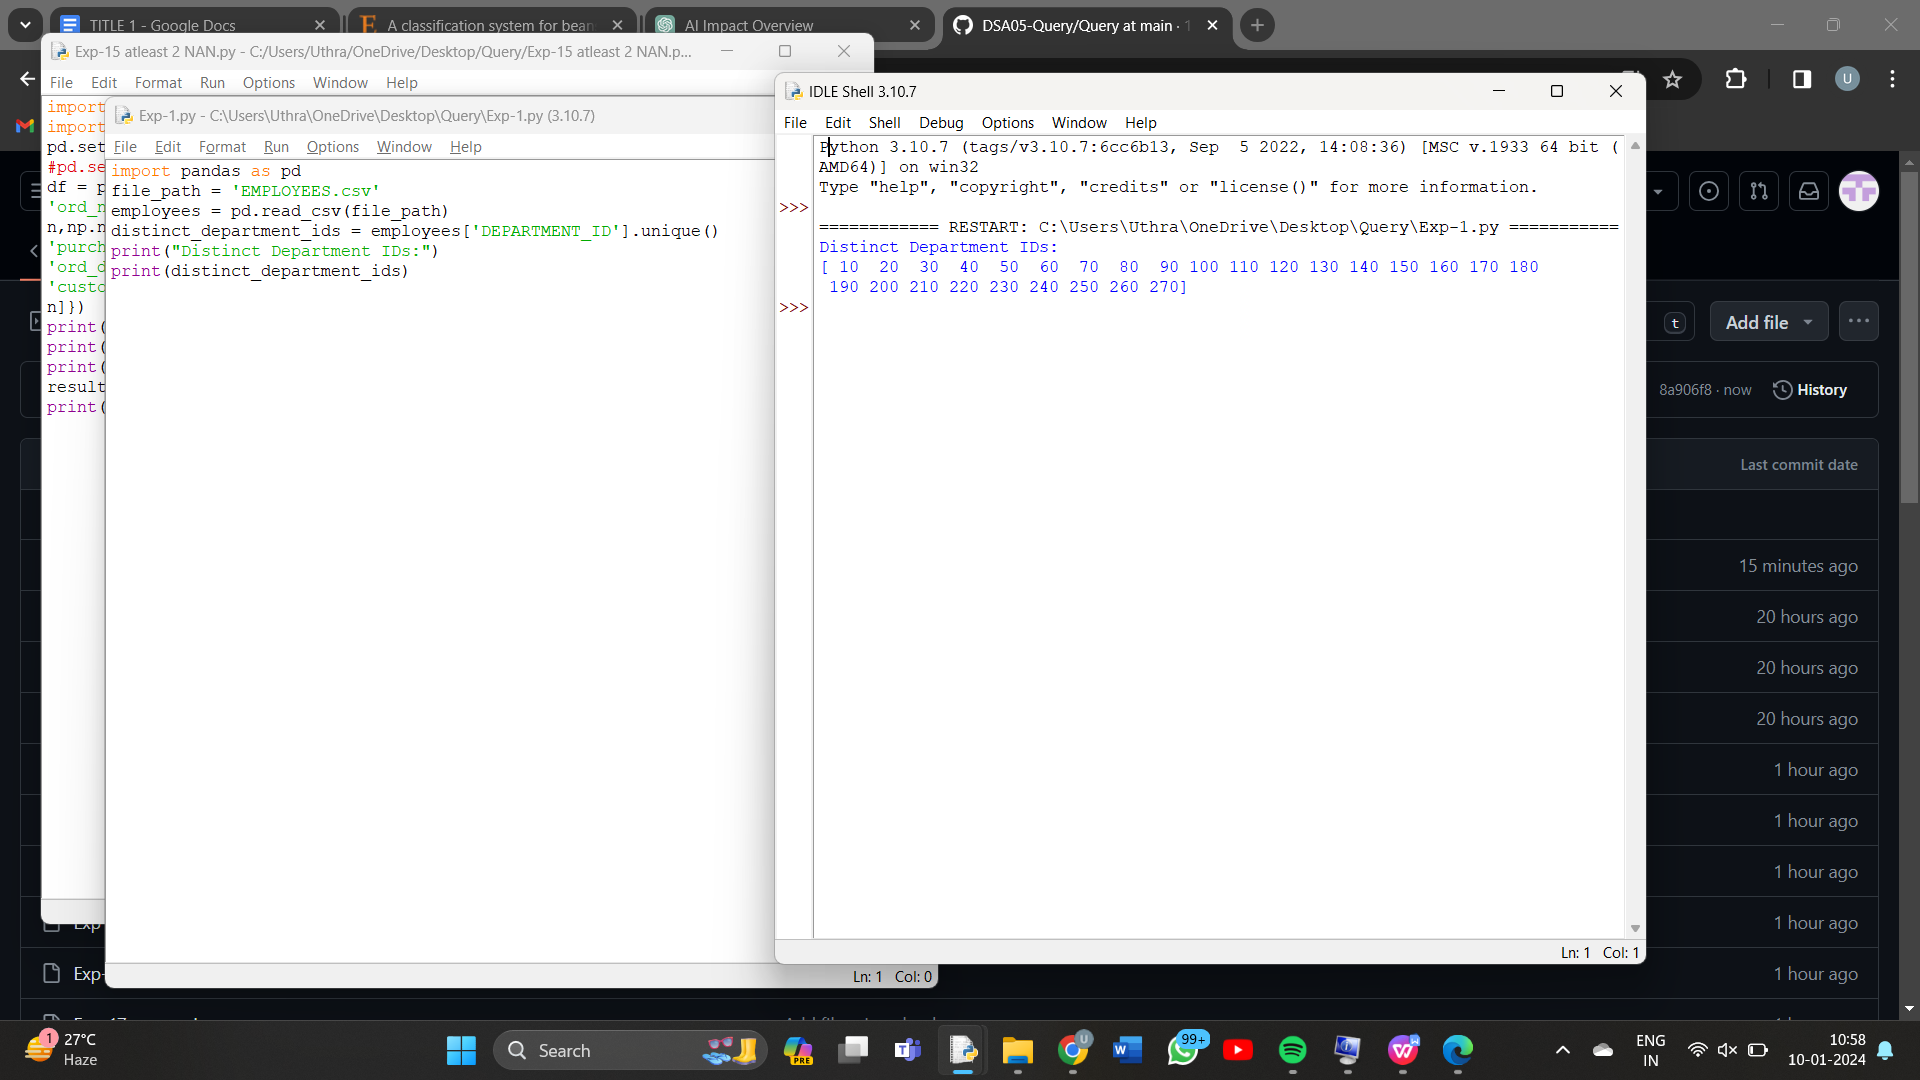 TITLE 1 - Google Docs
A classification system for bean
AI Impact Overview
DSA05-Query/Query at main · 1
Exp-15 atleast 2 NAN.py - C:/Users/Uthra/OneDrive/Desktop/Query/Exp-15 atleast 2 NAN.p...
File Edit Format Run Options Window Help
import
import
pd.set
#pd.se
df = p
'ord_n
n,np.n
'purch
'ord_d
'custo
n]})
print(
print(
print(
result
print(
Exp-1.py - C:\Users\Uthra\OneDrive\Desktop\Query\Exp-1.py (3.10.7)
File Edit Format Run Options Window Help
import pandas as pd
file_path = 'EMPLOYEES.csv'
employees = pd.read_csv(file_path)
distinct_department_ids = employees['DEPARTMENT_ID'].unique()
print("Distinct Department IDs:")
print(distinct_department_ids)
Ln: 1 Col: 0
IDLE Shell 3.10.7
File Edit Shell Debug Options Window Help
Python 3.10.7 (tags/v3.10.7:6cc6b13, Sep  5 2022, 14:08:36) [MSC v.1933 64 bit (
AMD64)] on win32
Type "help", "copyright", "credits" or "license()" for more information.
>>>
============ RESTART: C:\Users\Uthra\OneDrive\Desktop\Query\Exp-1.py ===========
Distinct Department IDs:
[ 10  20  30  40  50  60  70  80  90 100 110 120 130 140 150 160 170 180
 190 200 210 220 230 240 250 260 270]
>>>
Ln: 1 Col: 1
U
t
Add file
8a906f8 · now
History
Last commit date
15 minutes ago
20 hours ago
20 hours ago
20 hours ago
1 hour ago
1 hour ago
1 hour ago
1 hour ago
Exp-
1 hour ago
1
27°C
Haze
Search
PRE
U
99+
ENG
IN
10:58
10-01-2024